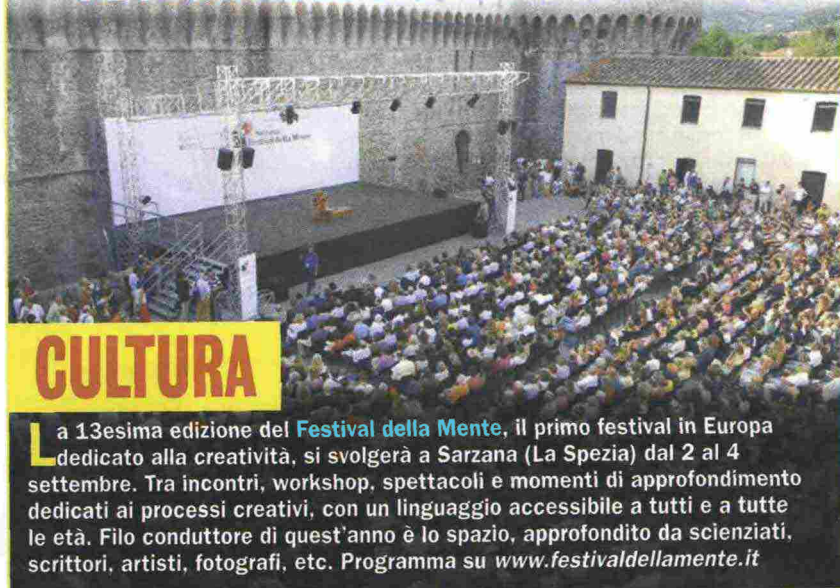 Festival della Mente
CULTURA
La 13esima edizione del Festival della Mente, il primo festival in Europa
dedicato alla creatività, si svolgerà a Sarzana (La Spezia) dal 2 al 4
settembre. Tra incontri, workshop, spettacoli e momenti di approfondimento
dedicati ai processi creativi, con un linguaggio accessibile a tutti e a tutte
le età. Filo conduttore di quest'anno è lo spazio, approfondito da scienziati,
scrittori, artisti, fotografi, etc. Programma su www.festivaldellamente.it